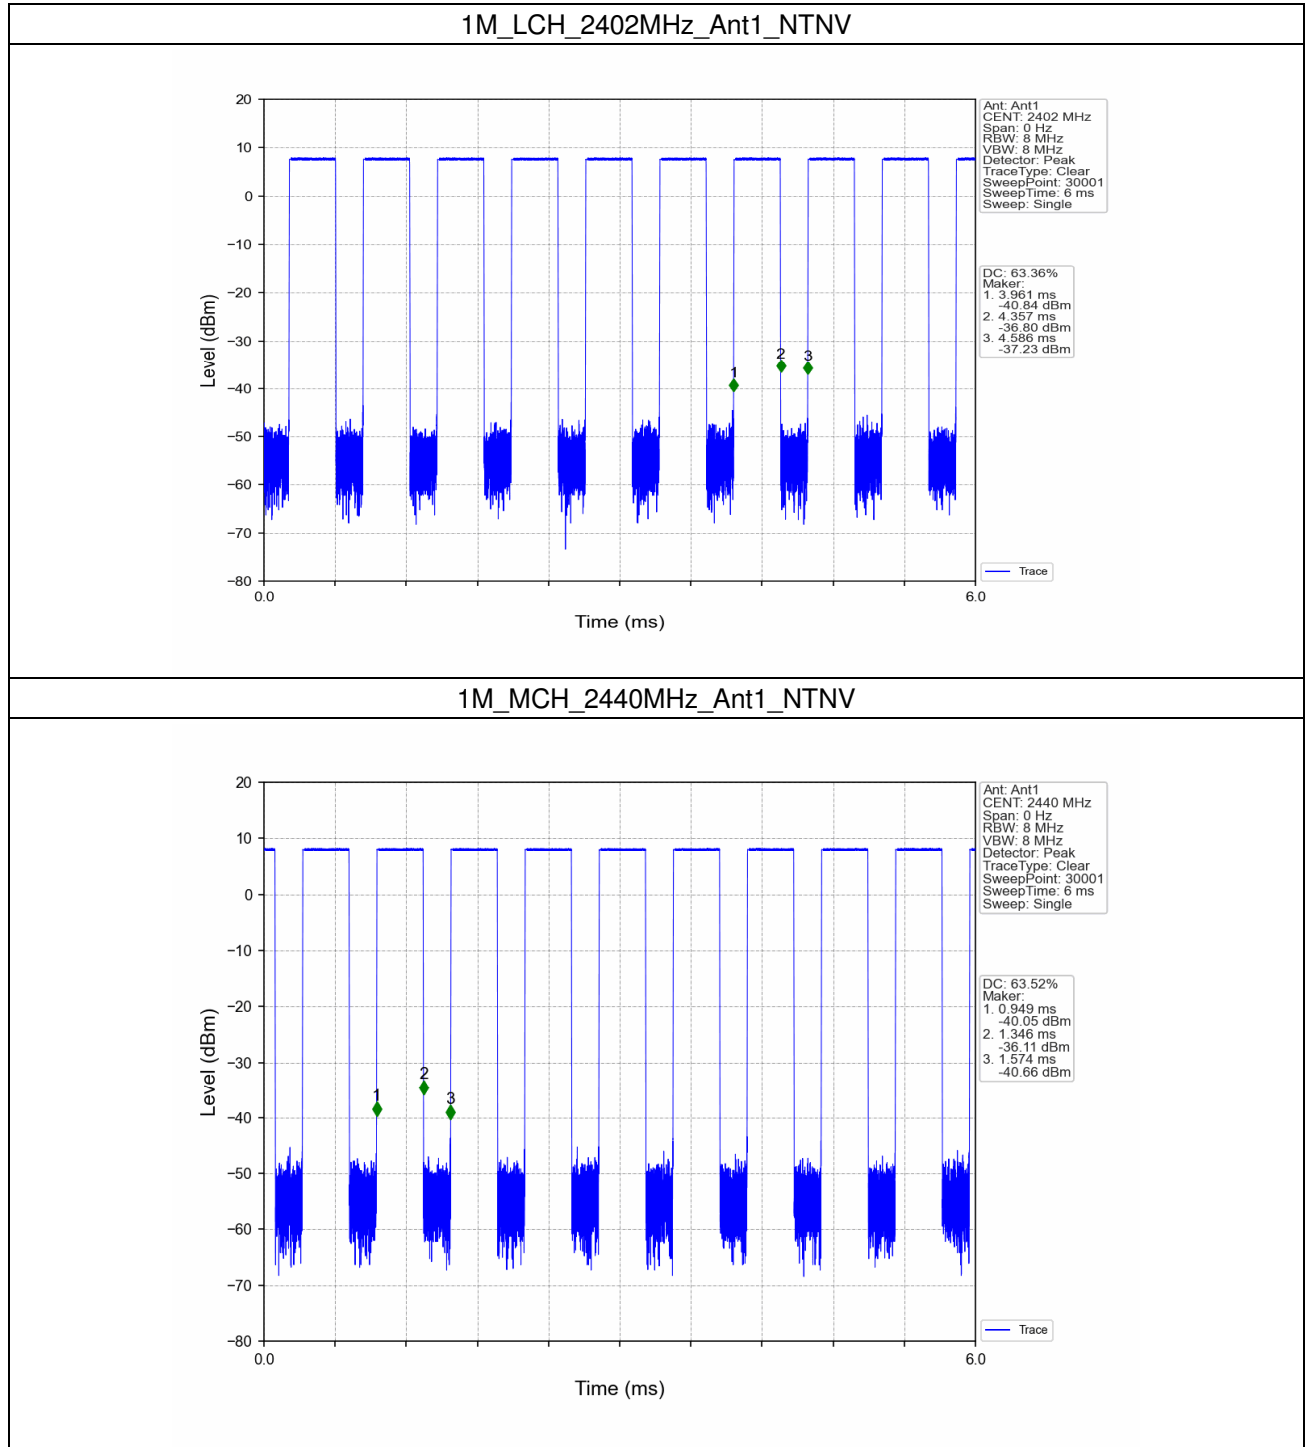 1M_LCH_2402MHz_Ant1_NTNV
20
10
0
−10
−20
−30
−40
−50
−60
−70
−80
Level (dBm)
0.0
6.0
Time (ms)
1
2
3
Ant: Ant1
CENT: 2402 MHz
Span: 0 Hz
RBW: 8 MHz
VBW: 8 MHz
Detector: Peak
TraceType: Clear
SweepPoint: 30001
SweepTime: 6 ms
Sweep: Single
DC: 63.36%
Maker:
1. 3.961 ms
-40.84 dBm
2. 4.357 ms
-36.80 dBm
3. 4.586 ms
-37.23 dBm
Trace
1M_MCH_2440MHz_Ant1_NTNV
20
10
0
−10
−20
−30
−40
−50
−60
−70
−80
Level (dBm)
0.0
6.0
Time (ms)
1
2
3
Ant: Ant1
CENT: 2440 MHz
Span: 0 Hz
RBW: 8 MHz
VBW: 8 MHz
Detector: Peak
TraceType: Clear
SweepPoint: 30001
SweepTime: 6 ms
Sweep: Single
DC: 63.52%
Maker:
1. 0.949 ms
-40.05 dBm
2. 1.346 ms
-36.11 dBm
3. 1.574 ms
-40.66 dBm
Trace